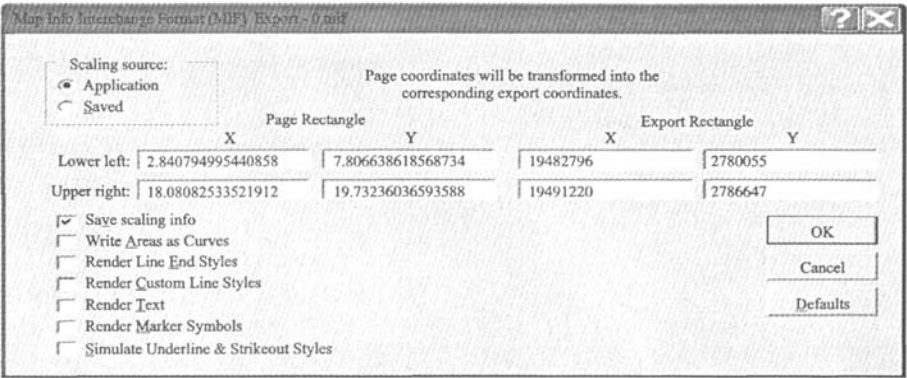 Map Info Interchange Format (MIF) Export - 0.mif
Scaling source:
Application
Saved
Page coordinates will be transformed into the
corresponding export coordinates.
Page Rectangle Export Rectangle
X Y X Y
Lower left: 2.840794995440858 7.806638618568734 19482796 2780055
Upper right: 18.08082533521912 19.73236036593588 19491220 2786647
Save scaling info
Write Areas as Curves
Render Line End Styles
Render Custom Line Styles
Render Text
Render Marker Symbols
Simulate Underline & Strikeout Styles
OK
Cancel
Defaults